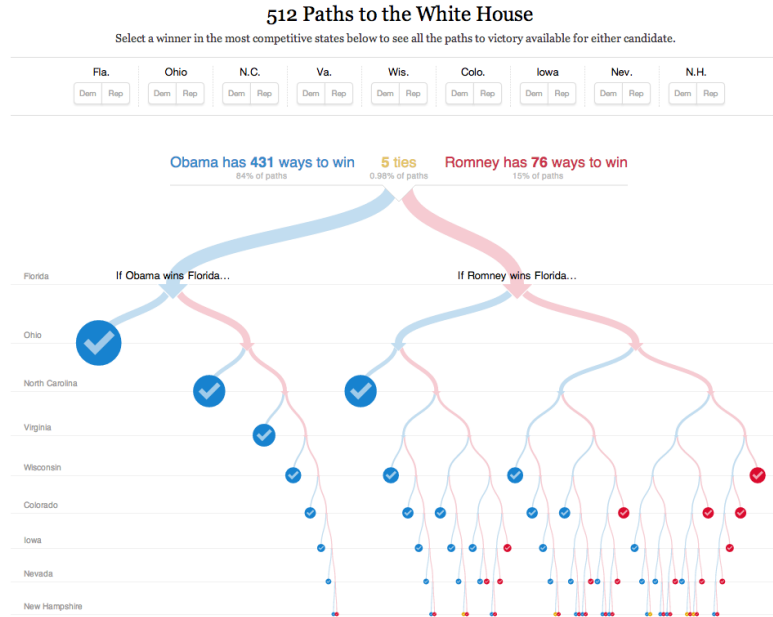 512 Paths to the White House
Select a winner in the most competitive states below to see all the paths to victory available for either candidate.
Fla. Ohio N.C. Va. Wis. Colo. Iowa Nev. N.H.
Dem Rep Dem Rep Dem Rep Dem Rep Dem Rep Dem Rep Dem Rep Dem Rep Dem Rep
Obama has 431 ways to win 5 ties Romney has 76 ways to win
84% of paths 0.98% of paths 15% of paths
Florida If Obama wins Florida... If Romney wins Florida...
Ohio
North Carolina
Virginia
Wisconsin
Colorado
Iowa
Nevada
New Hampshire